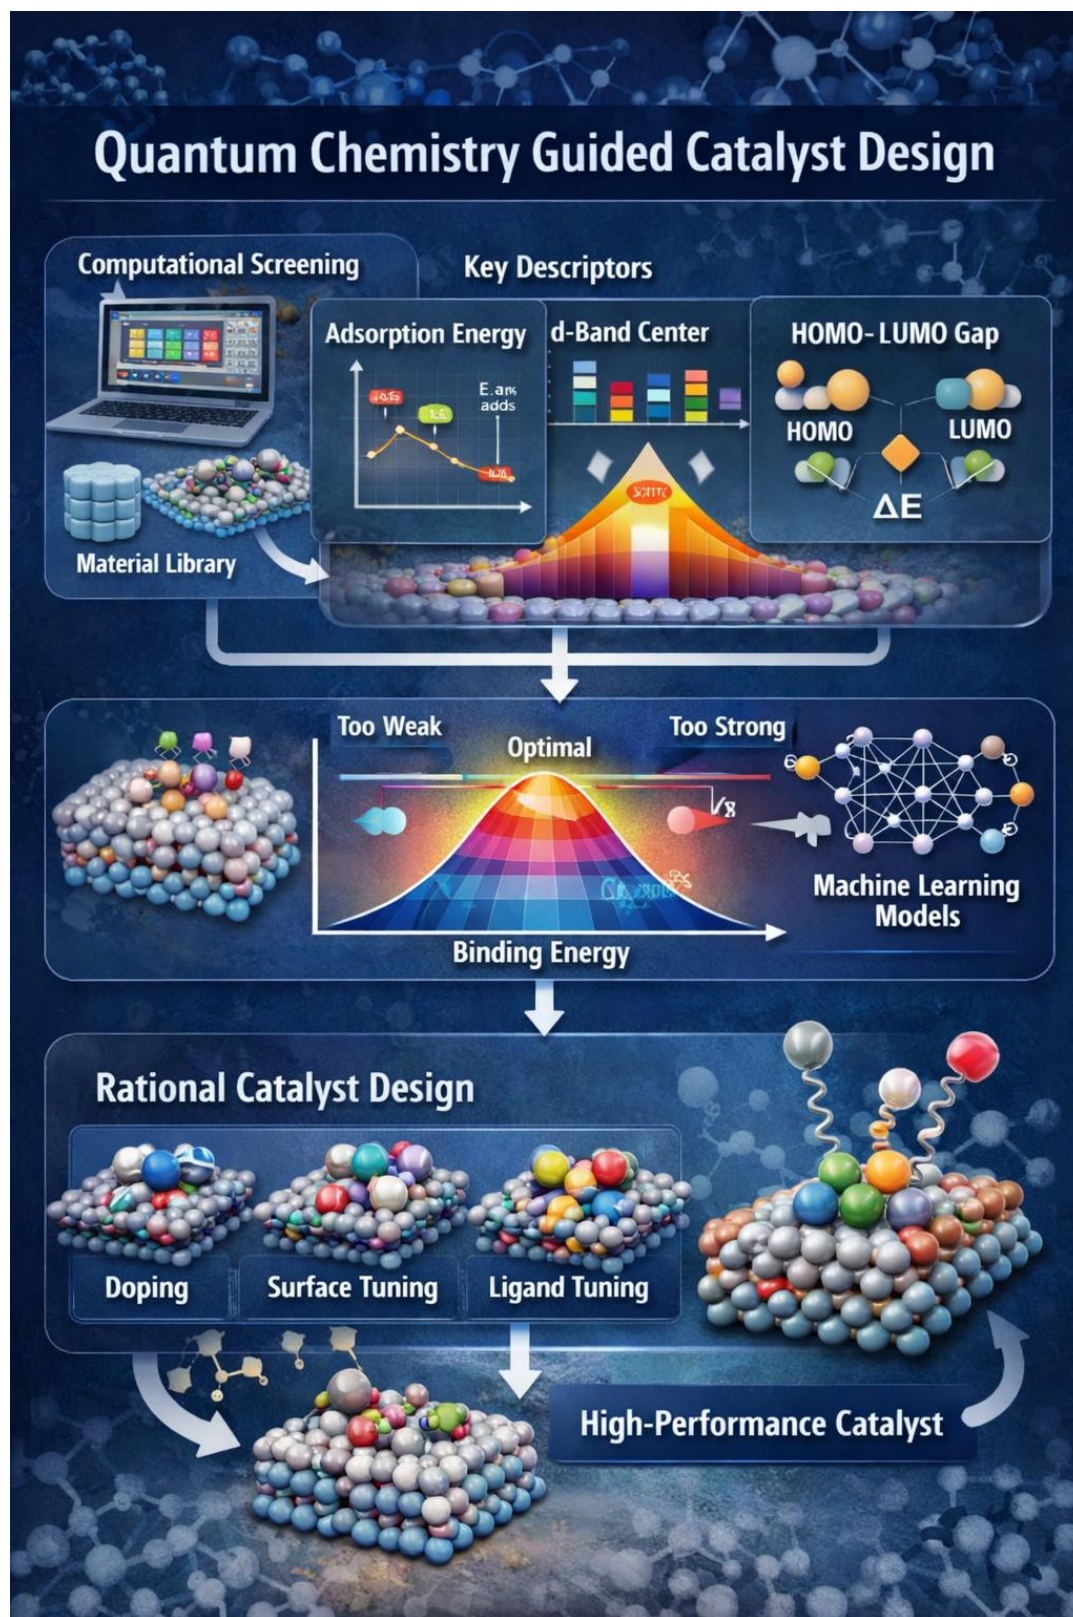 Quantum Chemistry Guided Catalyst Design
Computational Screening
Key Descriptors
Adsorption Energy
d-Band Center
HOMO-LUMO Gap
adds
HOMO
LUMO
ΔE
Material Library
Too Weak
Optimal
Too Strong
Machine Learning
Models
Binding Energy
Rational Catalyst Design
Doping
Surface Tuning
Ligand Tuning
High-Performance Catalyst